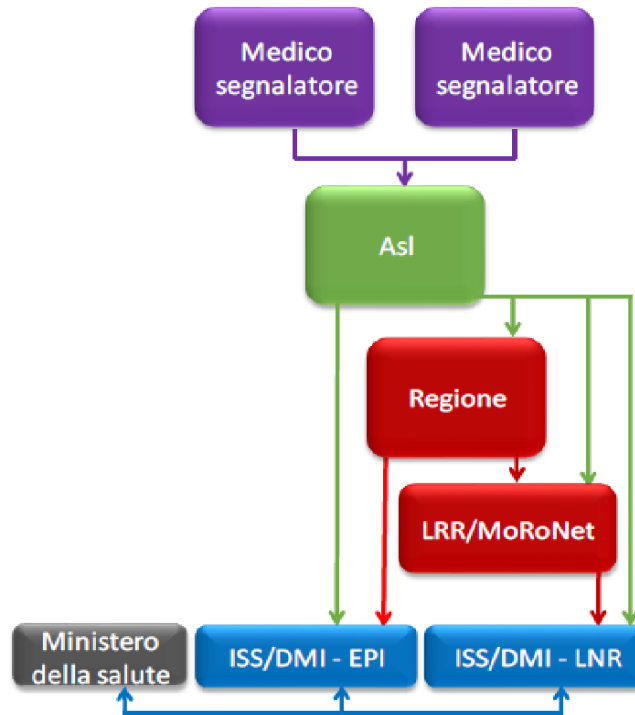 Medico
segnalatore
Medico
segnalatore
Asl
Regione
LRR/MoRoNet
Ministero
della salute
ISS/DMI - EPI
ISS/DMI - LNR